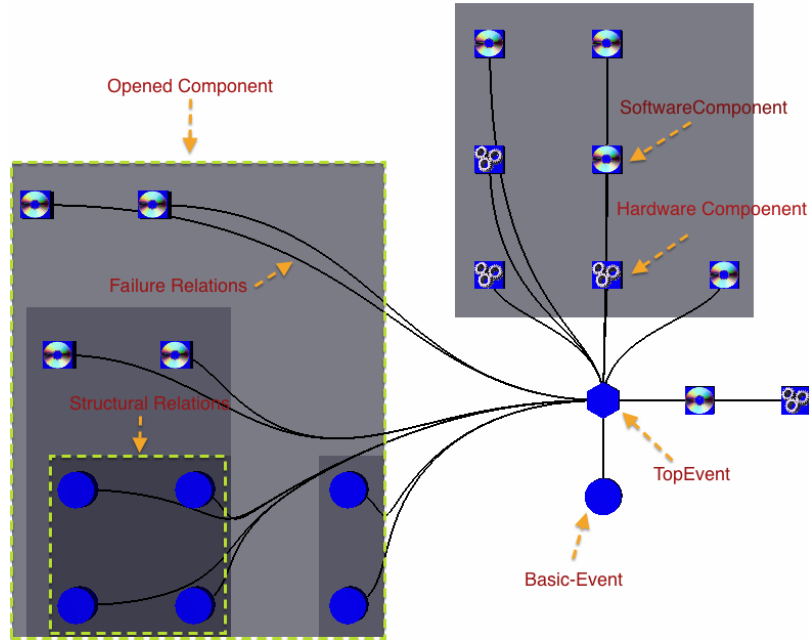 Opened Component
SoftwareComponent
Hardware Compoenent
Failure Relations
Structural Relations
TopEvent
Basic-Event